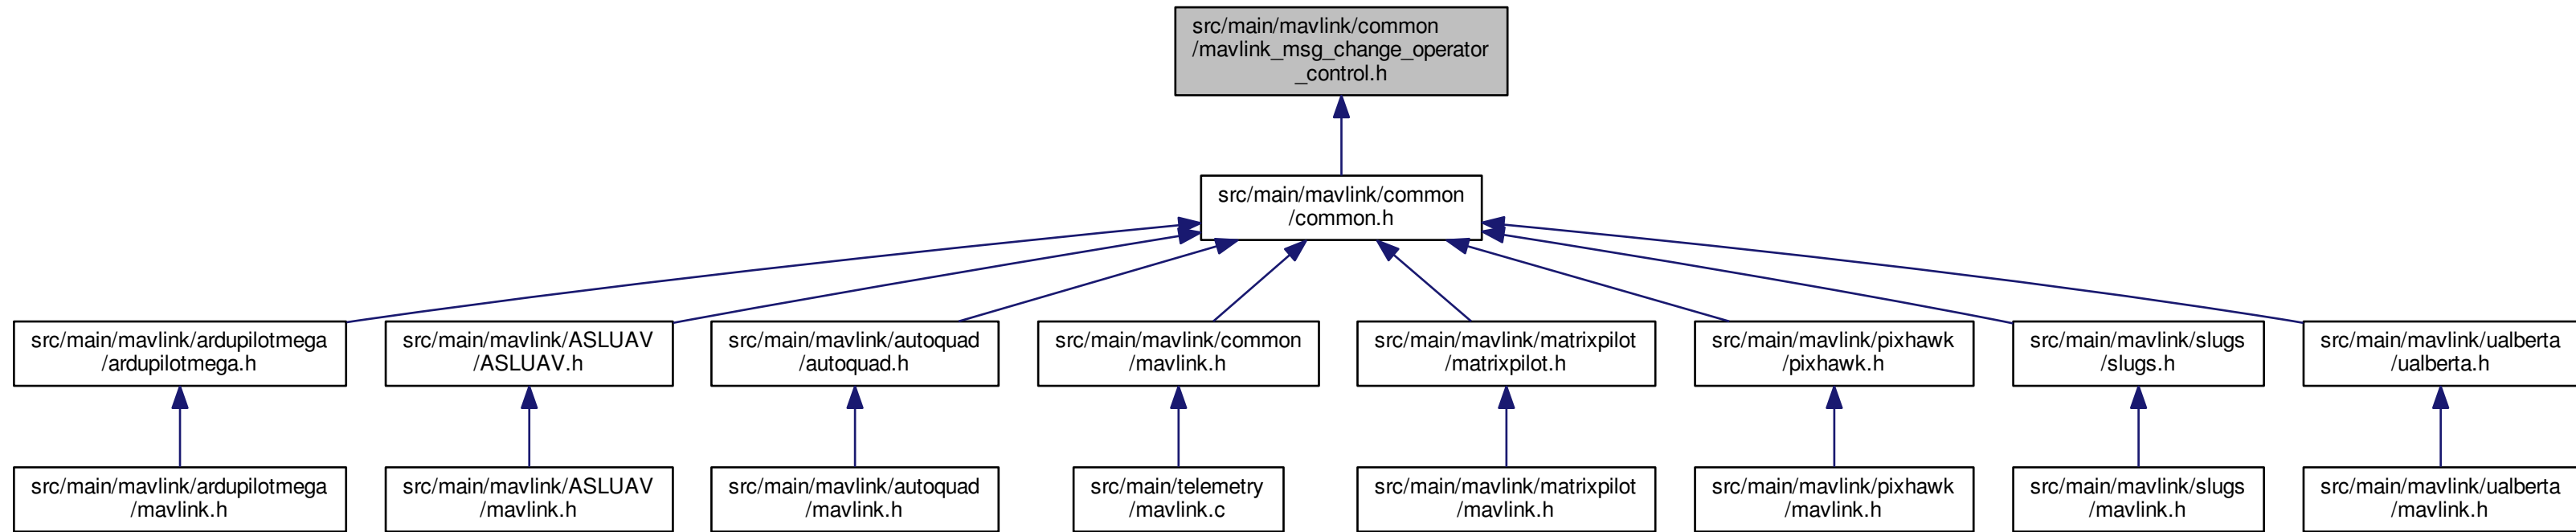 src/main/mavlink/common
/mavlink_msg_change_operator
_control.h
src/main/mavlink/common
/common.h
src/main/mavlink/ardupilotmega
/ardupilotmega.h
src/main/mavlink/ASLUAV
/ASLUAV.h
src/main/mavlink/autoquad
/autoquad.h
src/main/mavlink/common
/mavlink.h
src/main/mavlink/matrixpilot
/matrixpilot.h
src/main/mavlink/pixhawk
/pixhawk.h
src/main/mavlink/slugs
/slugs.h
src/main/mavlink/ualberta
/ualberta.h
src/main/mavlink/ardupilotmega
/mavlink.h
src/main/mavlink/ASLUAV
/mavlink.h
src/main/mavlink/autoquad
/mavlink.h
src/main/telemetry
/mavlink.c
src/main/mavlink/matrixpilot
/mavlink.h
src/main/mavlink/pixhawk
/mavlink.h
src/main/mavlink/slugs
/mavlink.h
src/main/mavlink/ualberta
/mavlink.h